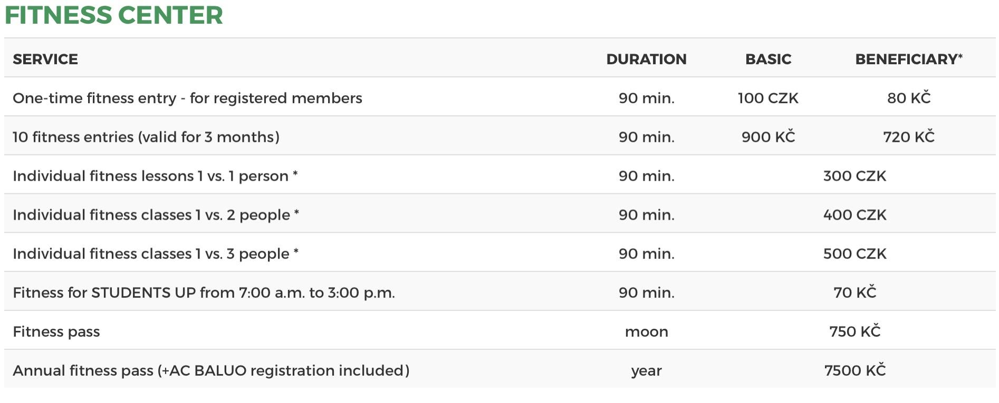 FITNESS CENTER
SERVICE DURATION BASIC BENEFICIARY*
One-time fitness entry - for registered members 90 min. 100 CZK 80 KČ
10 fitness entries (valid for 3 months) 90 min. 900 KČ 720 KČ
Individual fitness lessons 1 vs. 1 person * 90 min. 300 CZK
Individual fitness classes 1 vs. 2 people * 90 min. 400 CZK
Individual fitness classes 1 vs. 3 people * 90 min. 500 CZK
Fitness for STUDENTS UP from 7:00 a.m. to 3:00 p.m. 90 min. 70 KČ
Fitness pass moon 750 KČ
Annual fitness pass (+AC BALUO registration included) year 7500 KČ